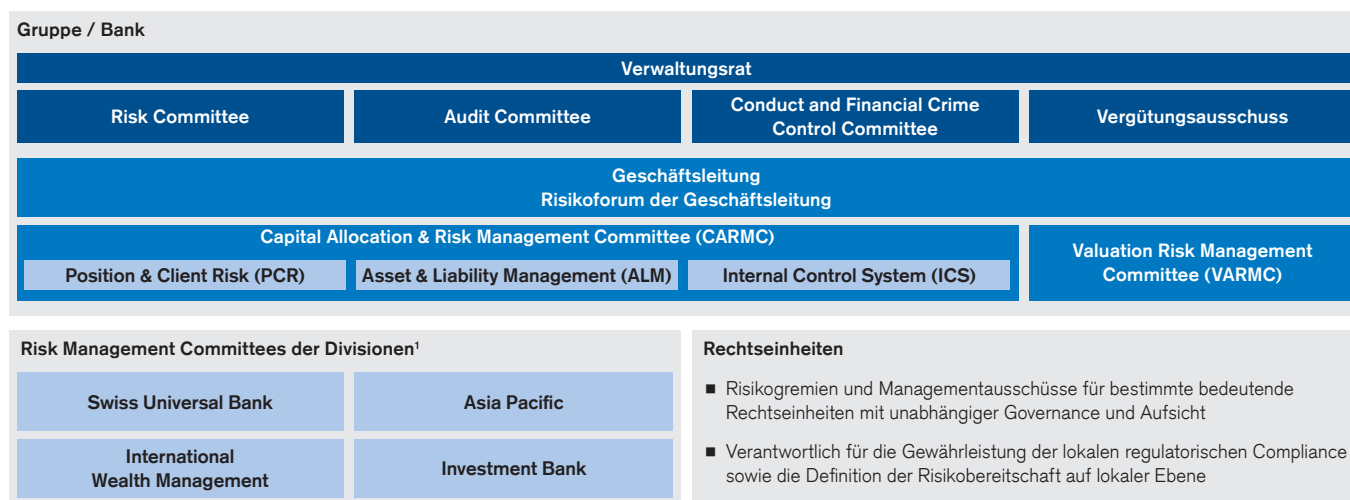 Gruppe / Bank
Verwaltungsrat
Risk Committee
Audit Committee
Conduct and Financial Crime
Control Committee
Vergütungsausschuss
Geschäftsleitung
Risikoforum der Geschäftsleitung
Capital Allocation & Risk Management Committee (CARMC)
Position & Client Risk (PCR)
Asset & Liability Management (ALM)
Internal Control System (ICS)
Valuation Risk Management
Committee (VARMC)
Risk Management Committees der Divisionen¹
Swiss Universal Bank
Asia Pacific
International
Wealth Management
Investment Bank
Rechtseinheiten
■ Risikogremien und Managementausschüsse für bestimmte bedeutende
Rechtseinheiten mit unabhängiger Governance und Aufsicht
■ Verantwortlich für die Gewährleistung der lokalen regulatorischen Compliance
sowie die Definition der Risikobereitschaft auf lokaler Ebene